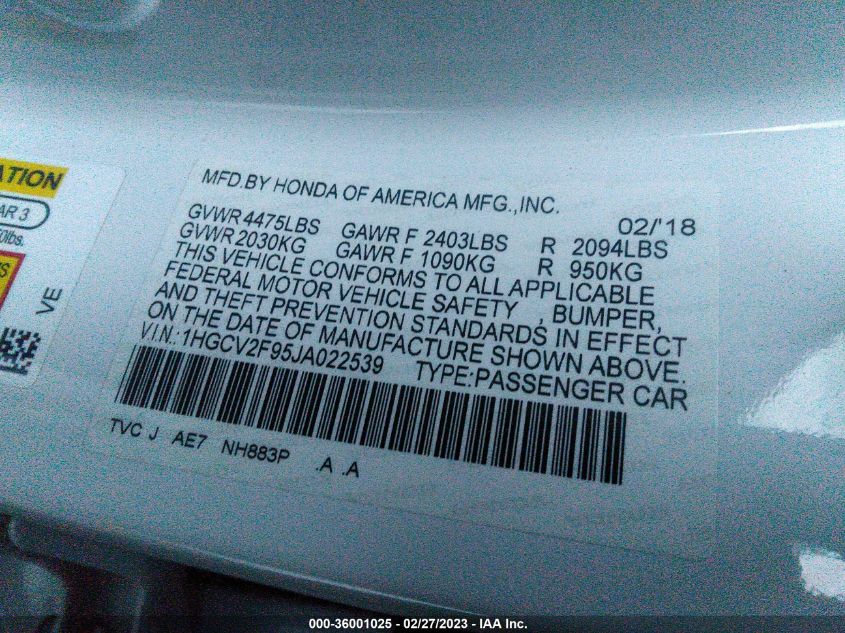 ATION
AR 3
0lbs.
VE
MFD.BY HONDA OF AMERICA MFG.,INC.
02/'18
GVWR 4475LBS GAWR F 2403LBS R 2094LBS
GVWR 2030KG GAWR F 1090KG R 950KG
THIS VEHICLE CONFORMS TO ALL APPLICABLE
FEDERAL MOTOR VEHICLE SAFETY , BUMPER,
AND THEFT PREVENTION STANDARDS IN EFFECT
ON THE DATE OF MANUFACTURE SHOWN ABOVE.
V.I.N.:1HGCV2F95JA022539 TYPE:PASSENGER CAR
TVC J AE7 NH883P .A .A
000-36001025 - 02/27/2023 - IAA Inc.